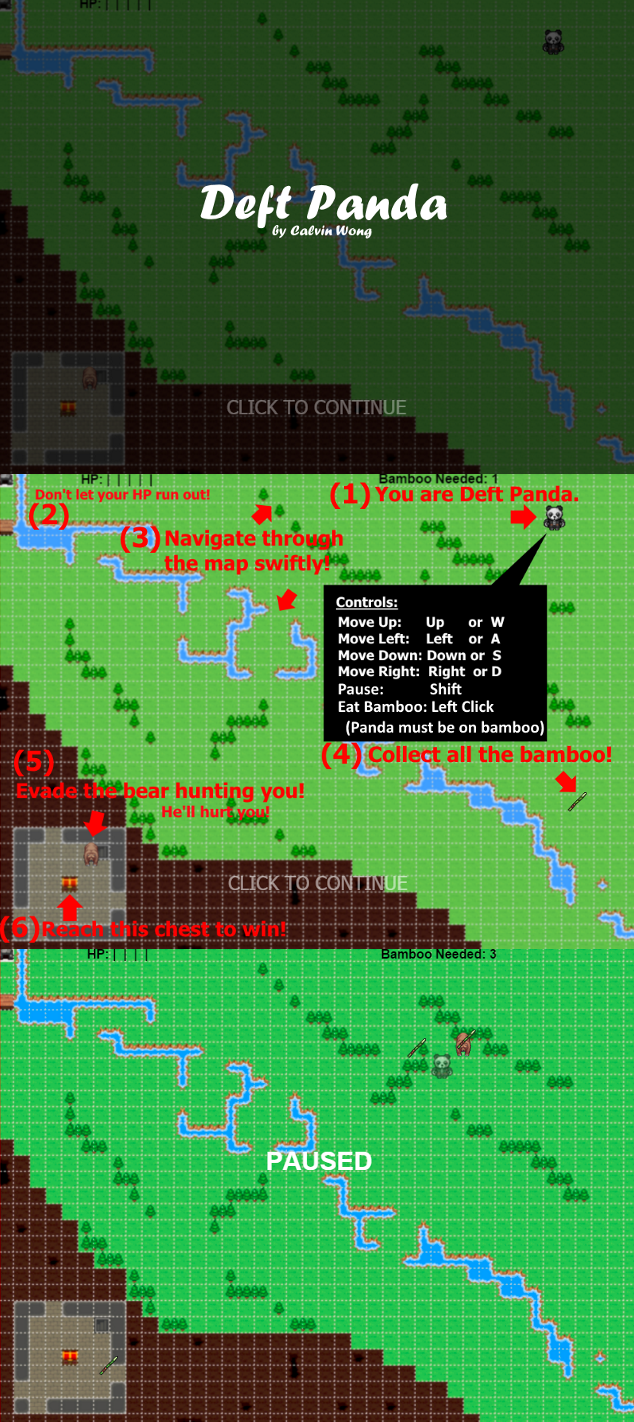 HP: | | | | |
Deft Panda
by Calvin Wong
CLICK TO CONTINUE
HP: | | | | |
Bamboo Needed: 1
Don't let your HP run out!
(1) You are Deft Panda.
(2)
(3) Navigate through
the map swiftly!
Controls:
Move Up: Up or W
Move Left: Left or A
Move Down: Down or S
Move Right: Right or D
Pause: Shift
Eat Bamboo: Left Click
(Panda must be on bamboo)
(4) Collect all the bamboo!
(5)
Evade the bear hunting you!
He'll hurt you!
CLICK TO CONTINUE
(6) Reach this chest to win!
HP: | | | |
Bamboo Needed: 3
PAUSED